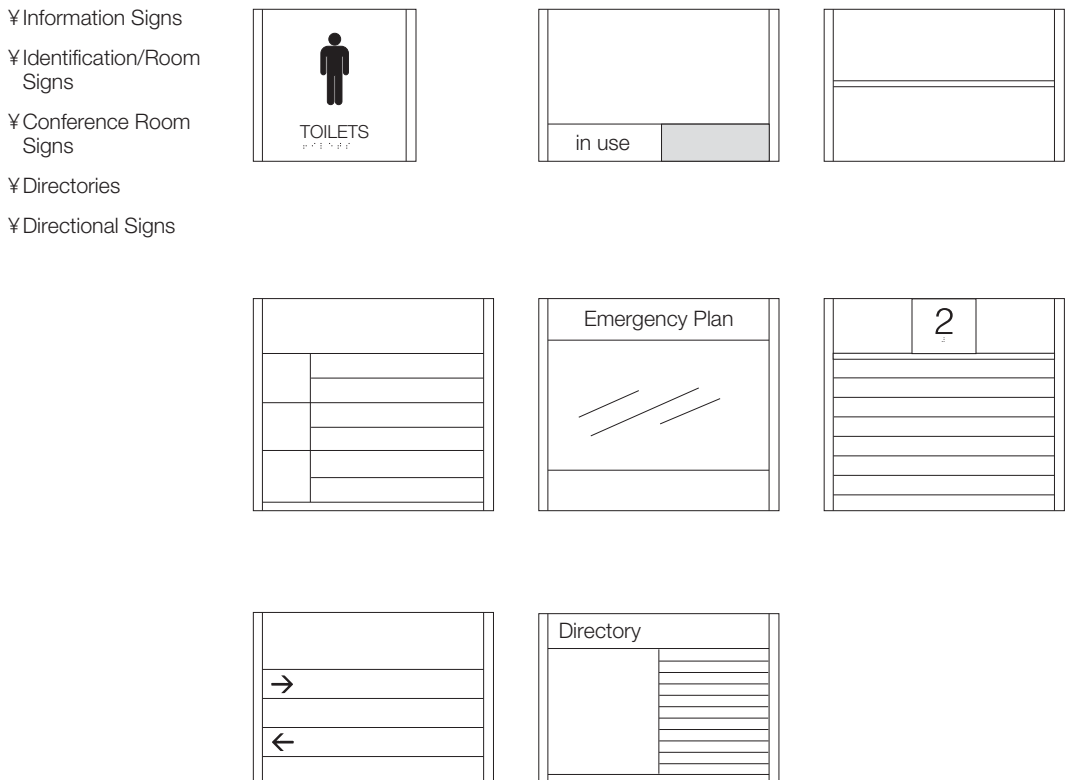 ¥ Information Signs
¥ Identification/Room
Signs
¥ Conference Room
Signs
¥ Directories
¥ Directional Signs
TOILETS
in use
Emergency Plan
2
Directory